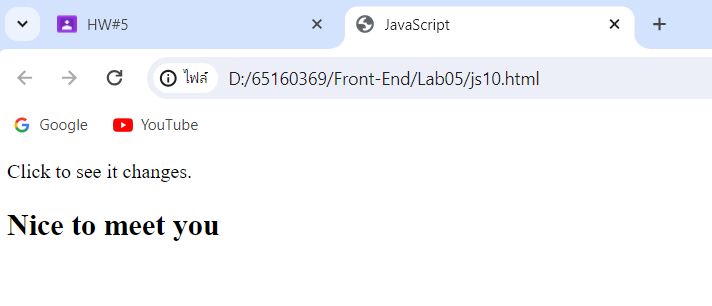 HW#5
JavaScript
ไฟล์ D:/65160369/Front-End/Lab05/js10.html
Google YouTube
Click to see it changes.
Nice to meet you